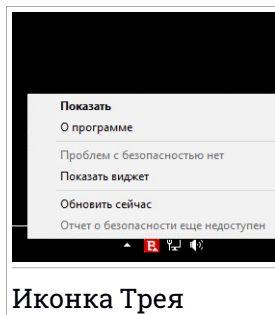 Показать
О программе
Проблем с безопасностью нет
Показать виджет
Обновить сейчас
Отчет о безопасности еще недоступен
B
Иконка Трея